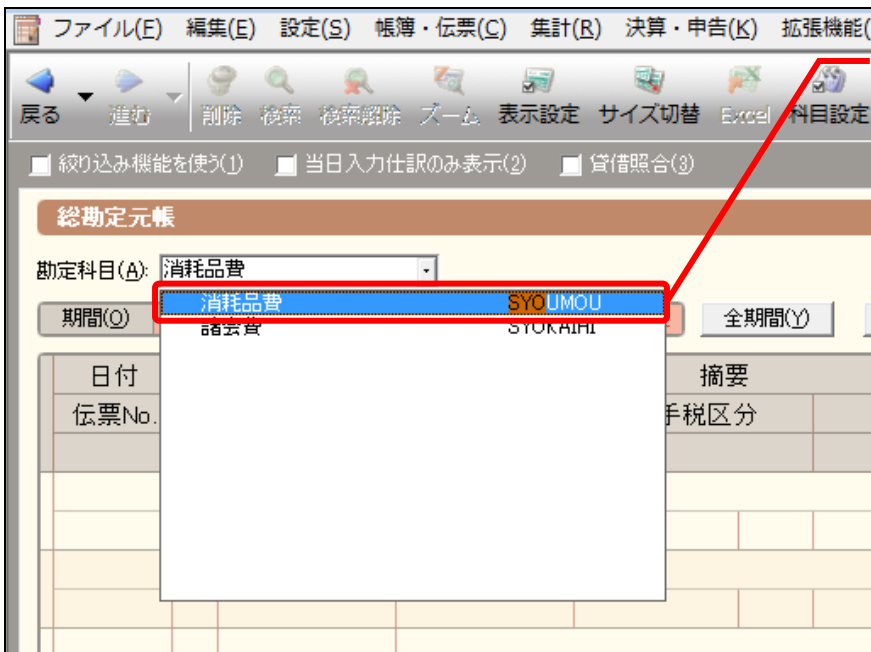 ファイル(F) 編集(E) 設定(S) 帳簿・伝票(C) 集計(R) 決算・申告(K) 拡張機能(
戻る 進む 削除 検索 検索解除 ズーム 表示設定 サイズ切替 Excel 科目設定
絞り込み機能を使う(1) 当日入力仕訳のみ表示(2) 貸借照合(3)
総勘定元帳
勘定科目(A): 消耗品費
消耗品費 SYOUMOU
期間(O) 諸会費 SYOKAIHI 全期間(Y)
日付 摘要
伝票No. 手税区分